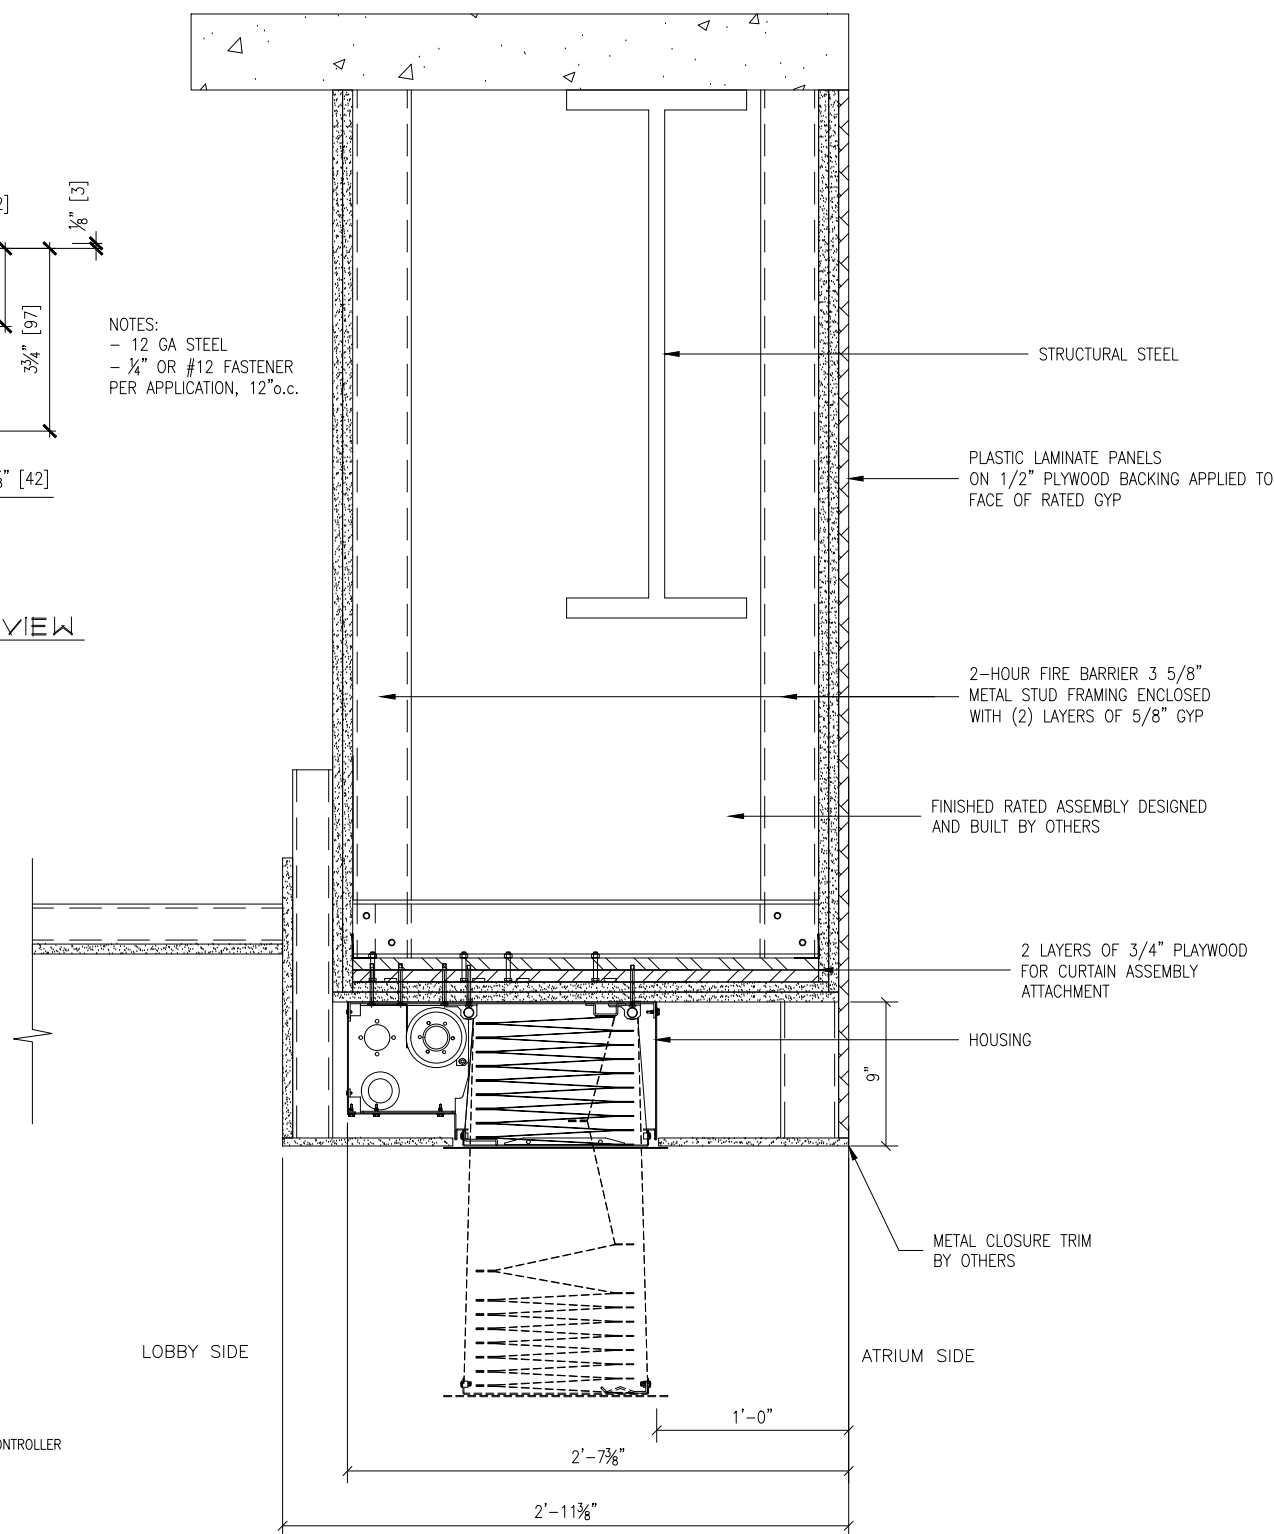 ⅛" [3]
3¾" [97]
[42]
NOTES:
- 12 GA STEEL
- ¼" OR #12 FASTENER
PER APPLICATION, 12"o.c.
VIEW
STRUCTURAL STEEL
PLASTIC LAMINATE PANELS
ON 1/2" PLYWOOD BACKING APPLIED TO
FACE OF RATED GYP
2-HOUR FIRE BARRIER 3 5/8"
METAL STUD FRAMING ENCLOSED
WITH (2) LAYERS OF 5/8" GYP
FINISHED RATED ASSEMBLY DESIGNED
AND BUILT BY OTHERS
2 LAYERS OF 3/4" PLAYWOOD
FOR CURTAIN ASSEMBLY
ATTACHMENT
HOUSING
9"
METAL CLOSURE TRIM
BY OTHERS
LOBBY SIDE
ATRIUM SIDE
1'-0"
ONTROLLER
2'-7⅜"
2'-11⅜"